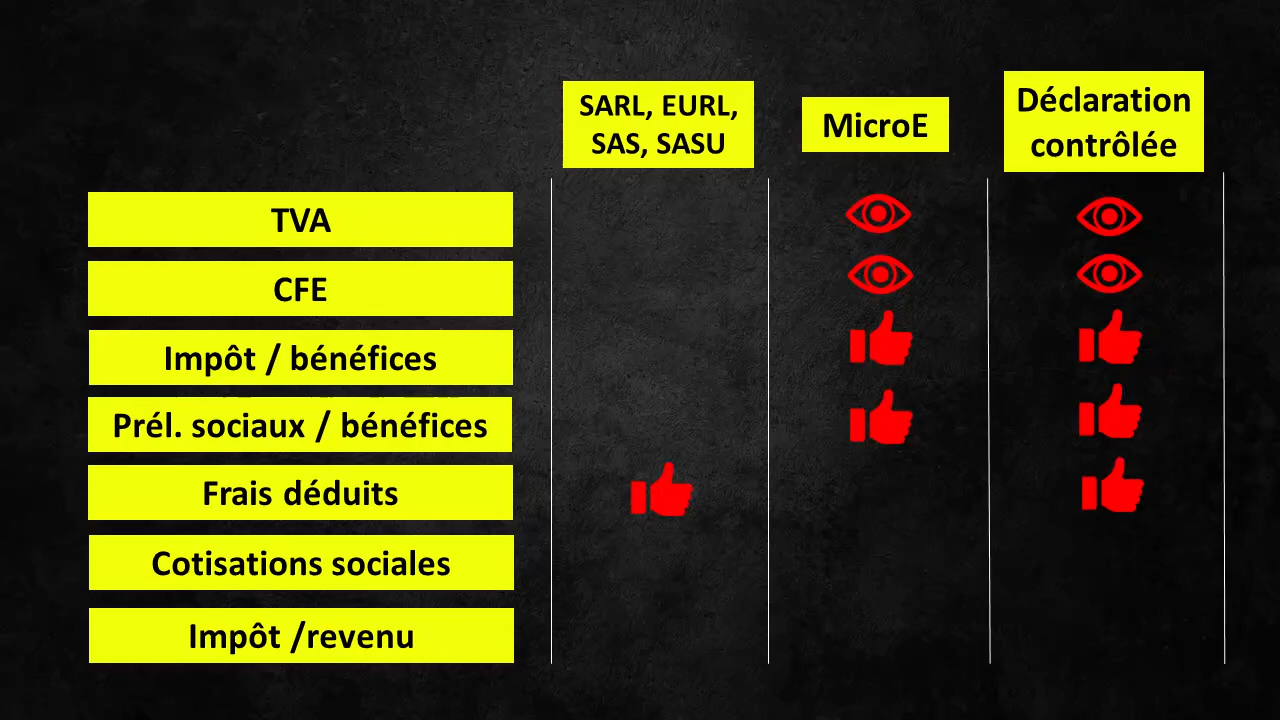 SARL, EURL,
SAS, SASU
MicroE
Déclaration
contrôlée
TVA
CFE
Impôt / bénéfices
Prél. sociaux / bénéfices
Frais déduits
Cotisations sociales
Impôt /revenu